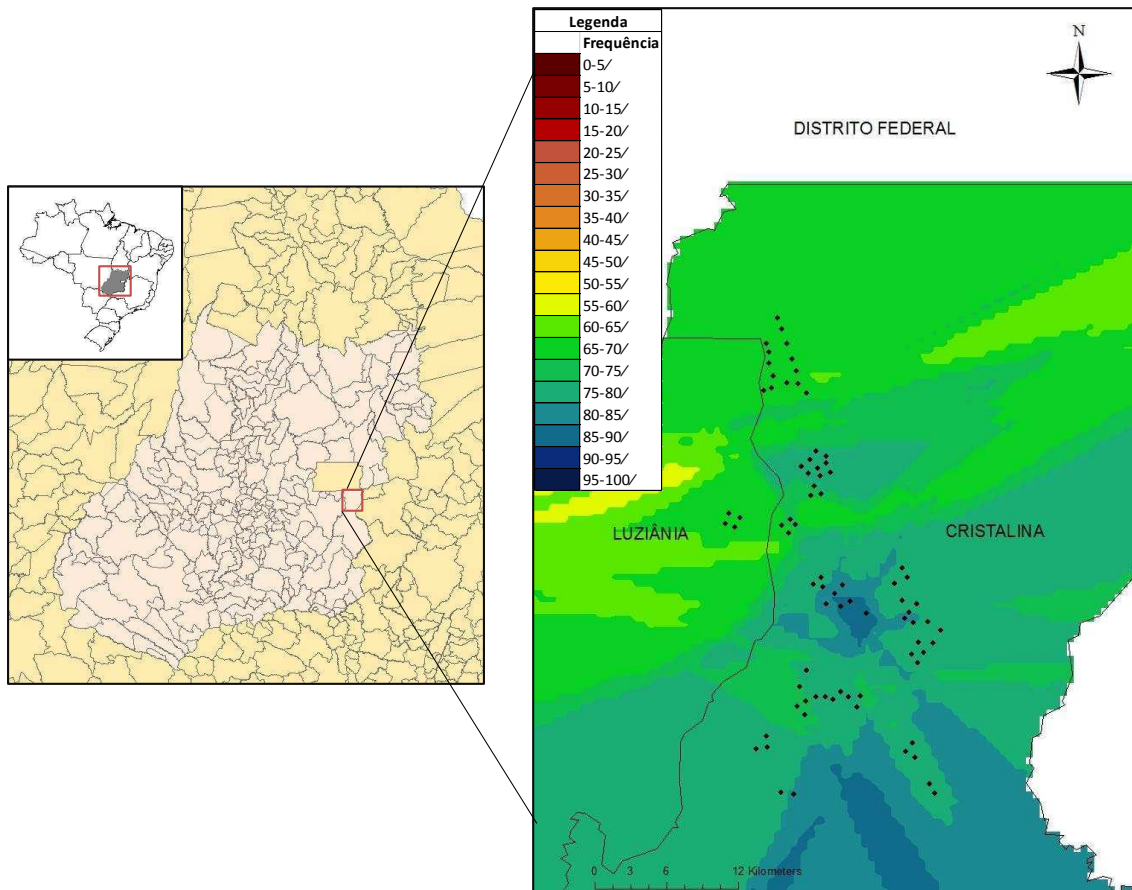 Legenda
Frequência
0-5⁄
5-10⁄
10-15⁄
15-20⁄
20-25⁄
25-30⁄
30-35⁄
35-40⁄
40-45⁄
45-50⁄
50-55⁄
55-60⁄
60-65⁄
65-70⁄
70-75⁄
75-80⁄
80-85⁄
85-90⁄
90-95⁄
95-100⁄
N
DISTRITO FEDERAL
LUZIÂNIA
CRISTALINA
0 3 6 12 Kilometers